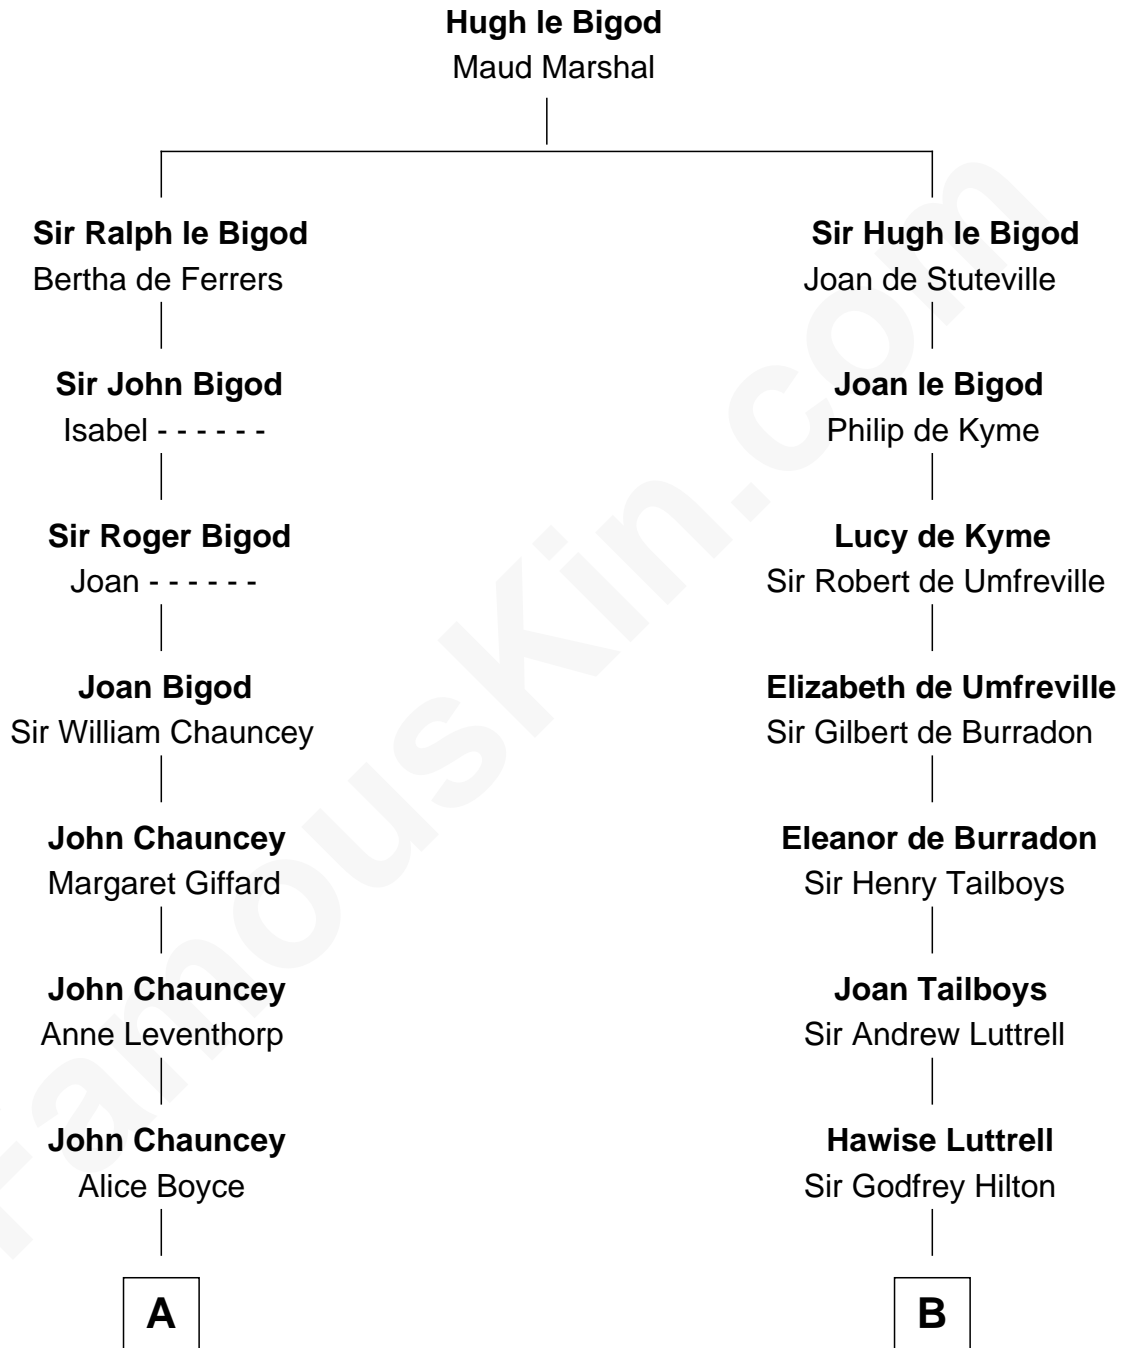 Hugh le Bigod
Maud Marshal
Sir Ralph le Bigod
Bertha de Ferrers
Sir John Bigod
Isabel - - - - - -
Sir Roger Bigod
Joan - - - - - -
Joan Bigod
Sir William Chauncey
John Chauncey
Margaret Giffard
John Chauncey
Anne Leventhorp
John Chauncey
Alice Boyce
A
Sir Hugh le Bigod
Joan de Stuteville
Joan le Bigod
Philip de Kyme
Lucy de Kyme
Sir Robert de Umfreville
Elizabeth de Umfreville
Sir Gilbert de Burradon
Eleanor de Burradon
Sir Henry Tailboys
Joan Tailboys
Sir Andrew Luttrell
Hawise Luttrell
Sir Godfrey Hilton
B
FamousKin.com